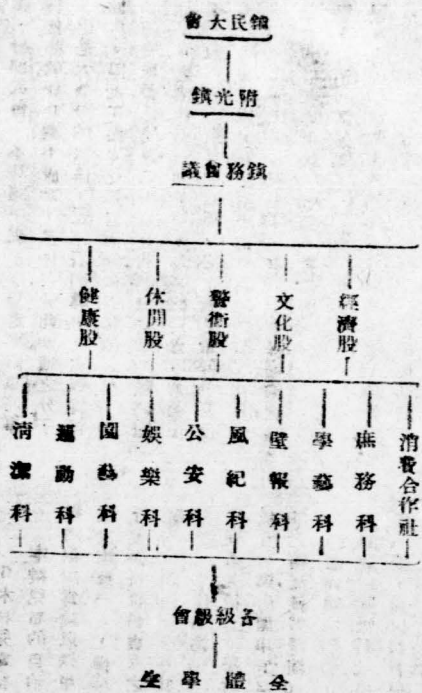 鎮民大會
附光鎮
鎮務會議
經濟股
文化股
警衛股
休閒股
健康股
消費合作社
庶務科
學藝科
壁報科
風紀科
公安科
娛樂科
園藝科
運動科
清潔科
各級級會
全體學生